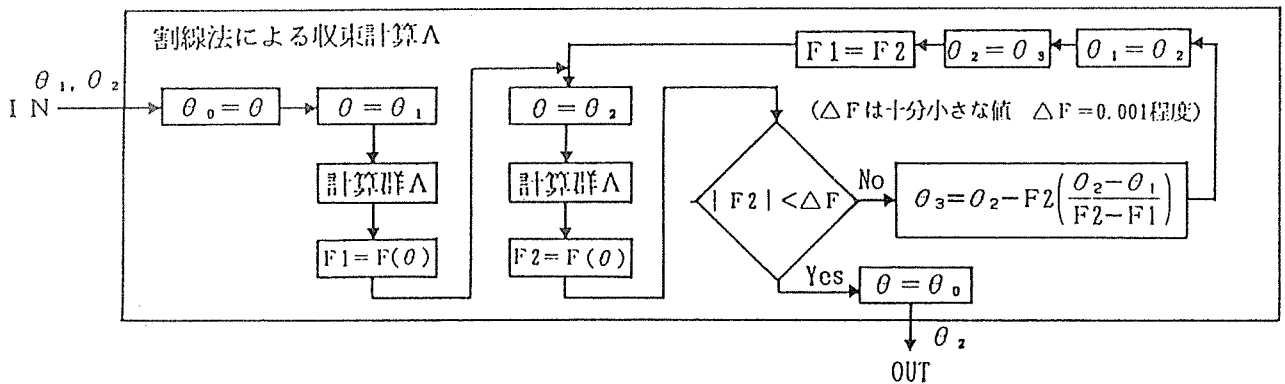 割線法による収束計算A
θ₁, θ₂
IN
θ₀=θ
θ=θ₁
計算群A
F1=F(θ)
θ=θ₂
計算群A
F2=F(θ)
F1=F2
θ₂=θ₃
θ₁=θ₂
(△Fは十分小さな値 △F=0.001程度)
|F2|<△F
No
θ₃=θ₂-F2(θ₂-θ₁/F2-F1)
Yes
θ=θ₀
θ₂
OUT